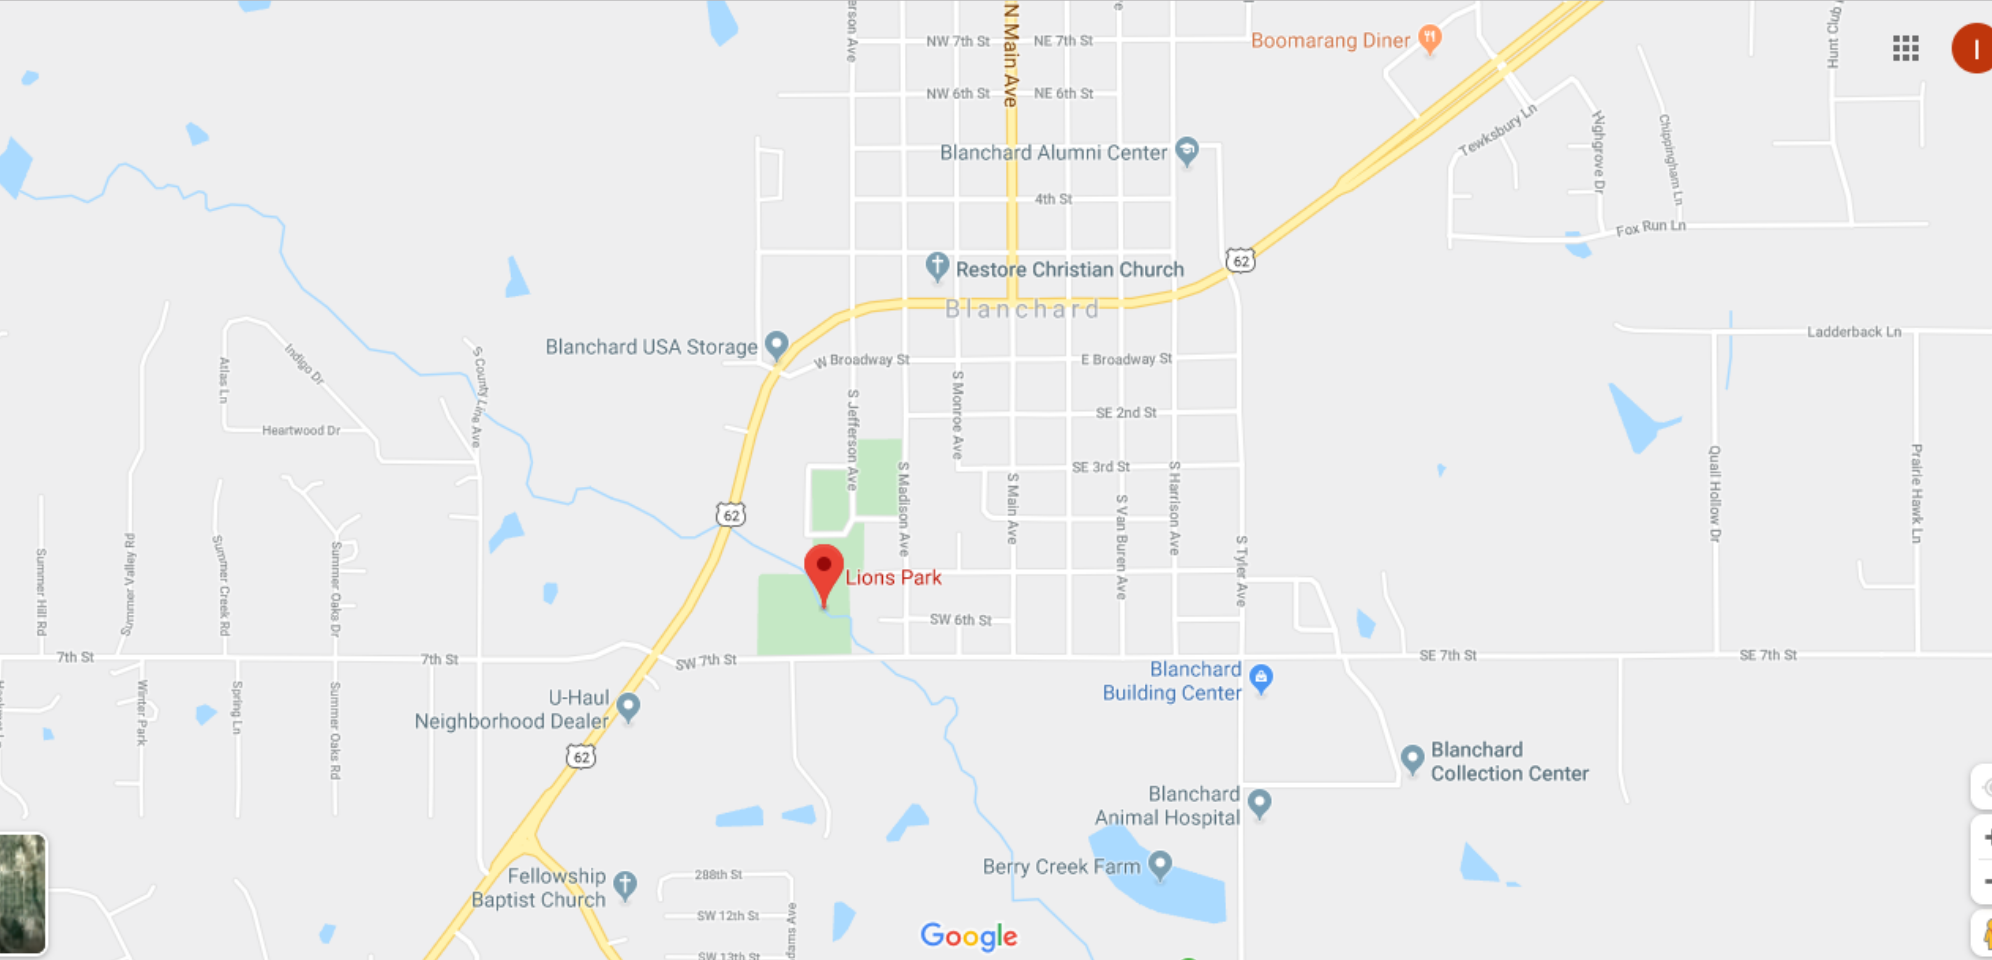 erson Ave
NW 7th St
N Main Ave
NE 7th St
Boomarang Diner
Hunt Club
I
NW 6th St
NE 6th St
Tewksbury Ln
Highgrove Dr
Chippingham Ln
Blanchard Alumni Center
4th St
Fox Run Ln
62
Restore Christian Church
Blanchard
Ladderback Ln
Blanchard USA Storage
W Broadway St
E Broadway St
Atlas Ln
Indigo Dr
S County Line Ave
Heartwood Dr
S Jefferson Ave
S Monroe Ave
SE 2nd St
SE 3rd St
S Madison Ave
S Main Ave
S Van Buren Ave
S Harrison Ave
S Tyler Ave
Quail Hollow Dr
Prairie Hawk Ln
62
Summer Hill Rd
Summer Valley Rd
Summer Creek Rd
Summer Oaks Dr
Lions Park
SW 6th St
7th St
7th St
SW 7th St
SE 7th St
SE 7th St
Winter Park
Spring Ln
Summer Oaks Rd
U-Haul
Neighborhood Dealer
Blanchard
Building Center
62
Blanchard
Collection Center
Blanchard
Animal Hospital
Berry Creek Farm
Fellowship
Baptist Church
288th St
SW 12th St
SW 13th St
dams Ave
Google